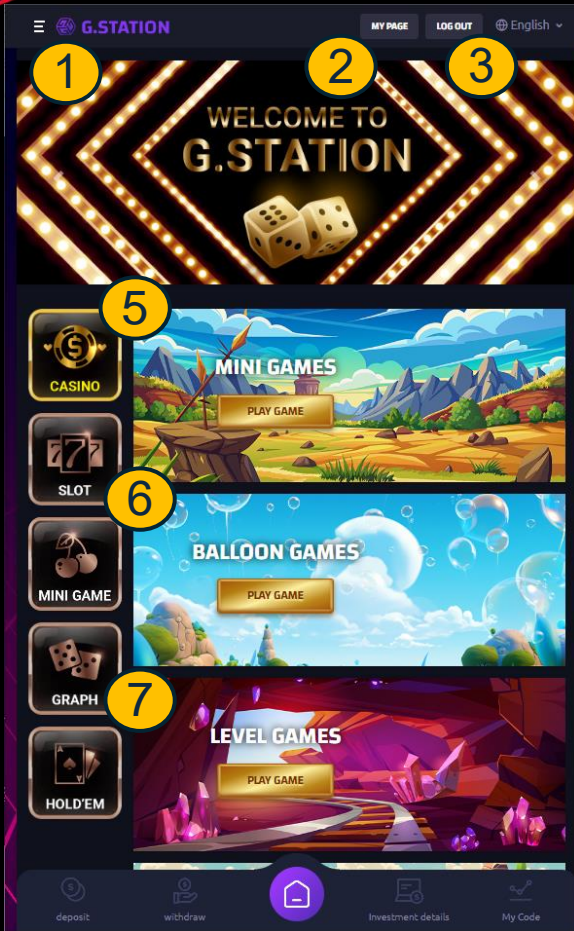 G.STATION
MY PAGE
LOG OUT
English
1
2
3
WELCOME TO
G.STATION
5
CASINO
MINI GAMES
PLAY GAME
777
SLOT
6
BALLOON GAMES
PLAY GAME
MINI GAME
GRAPH
7
LEVEL GAMES
PLAY GAME
A
A
HOLD'EM
deposit
withdraw
Investment details
My Code